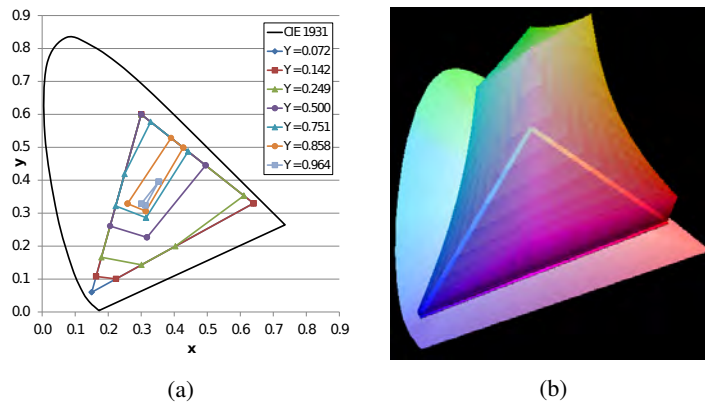 0.9
0.8
0.7
0.6
0.5
0.4
0.3
0.2
0.1
0.0
y
0.0 0.1 0.2 0.3 0.4 0.5 0.6 0.7 0.8 0.9
x
CIE 1931
Y =0.072
Y =0.142
Y =0.249
Y =0.500
Y =0.751
Y =0.858
Y =0.964
(a)
(b)